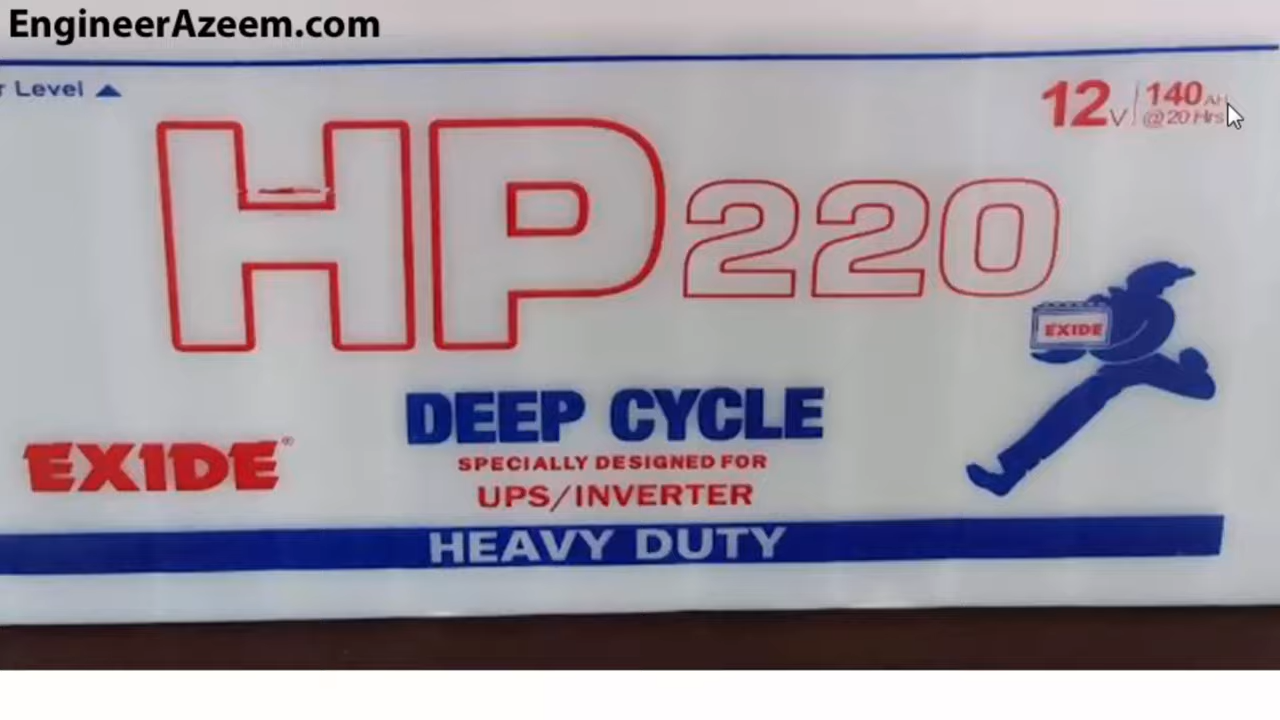 EngineerAzeem.com
r Level ▲
12V | 140AH
@20 Hrs
HP220
EXIDE
DEEP CYCLE
EXIDE®
SPECIALLY DESIGNED FOR
UPS/INVERTER
HEAVY DUTY